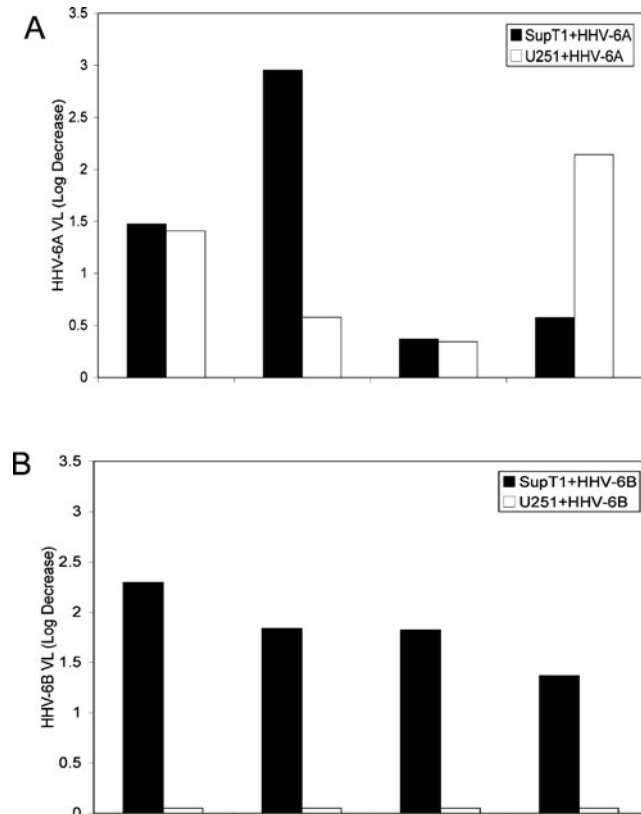 A
3.5
3
2.5
2
1.5
1
0.5
0
HHV-6A VL (Log Decrease)
SupT1+HHV-6A
U251+HHV-6A
B
3.5
3
2.5
2
1.5
1
0.5
0
HHV-6B VL (Log Decrease)
SupT1+HHV-6B
U251+HHV-6B